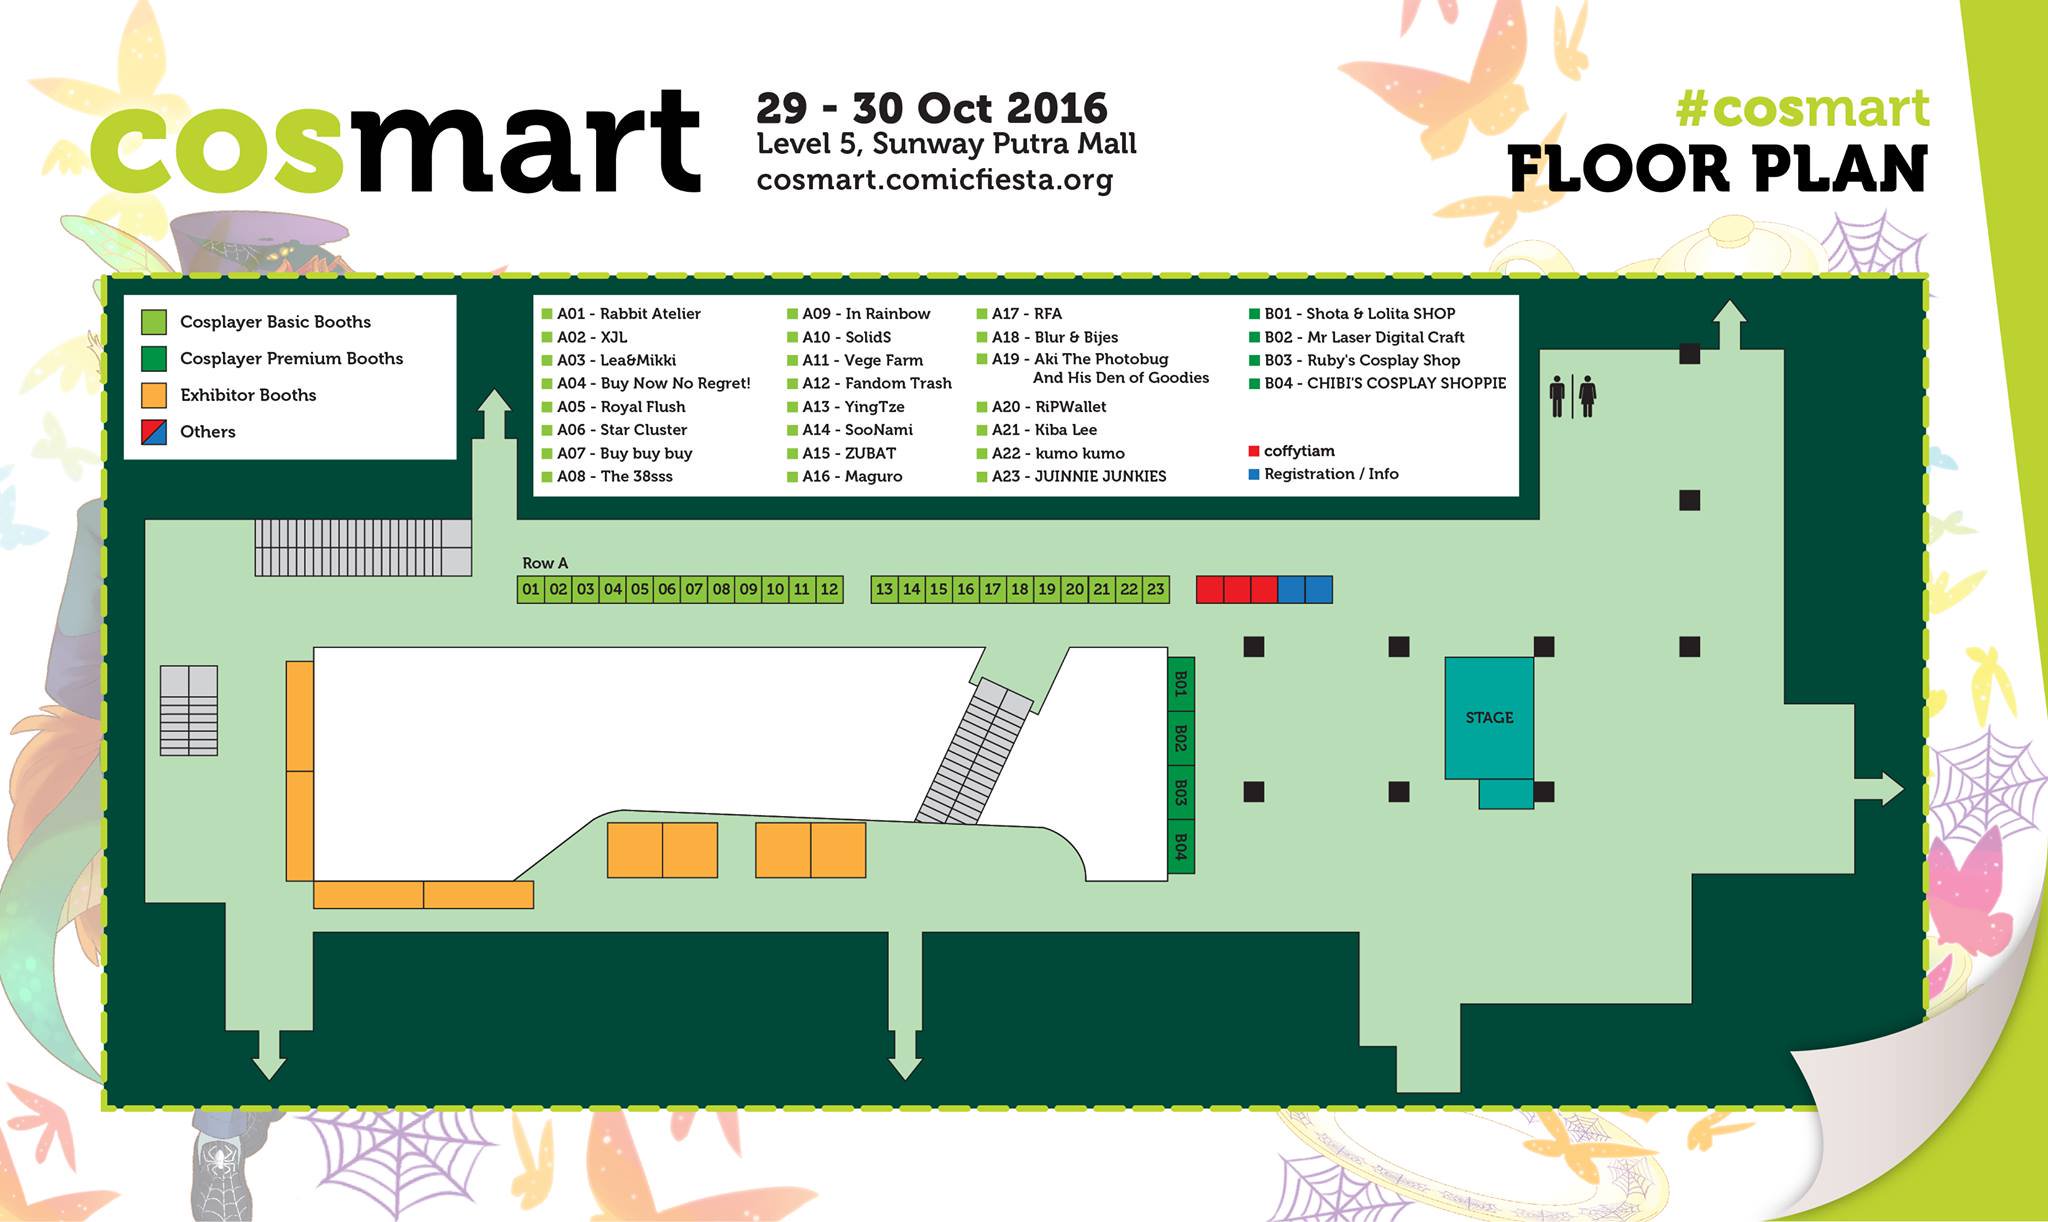 cosmart
29 - 30 Oct 2016
Level 5, Sunway Putra Mall
cosmart.comicfiesta.org
#cosmart
FLOOR PLAN
Cosplayer Basic Booths
Cosplayer Premium Booths
Exhibitor Booths
Others
A01 - Rabbit Atelier
A02 - XJL
A03 - Lea&Mikki
A04 - Buy Now No Regret!
A05 - Royal Flush
A06 - Star Cluster
A07 - Buy buy buy
A08 - The 38sss
A09 - In Rainbow
A10 - SolidS
A11 - Vege Farm
A12 - Fandom Trash
A13 - YingTze
A14 - SooNami
A15 - ZUBAT
A16 - Maguro
A17 - RFA
A18 - Blur & Bijes
A19 - Aki The Photobug
And His Den of Goodies
A20 - RiPWallet
A21 - Kiba Lee
A22 - kumo kumo
A23 - JUINNIE JUNKIES
B01 - Shota & Lolita SHOP
B02 - Mr Laser Digital Craft
B03 - Ruby's Cosplay Shop
B04 - CHIBI'S COSPLAY SHOPPIE
coffytiam
Registration / Info
Row A
01 02 03 04 05 06 07 08 09 10 11 12
13 14 15 16 17 18 19 20 21 22 23
B01
B02
B03
B04
STAGE